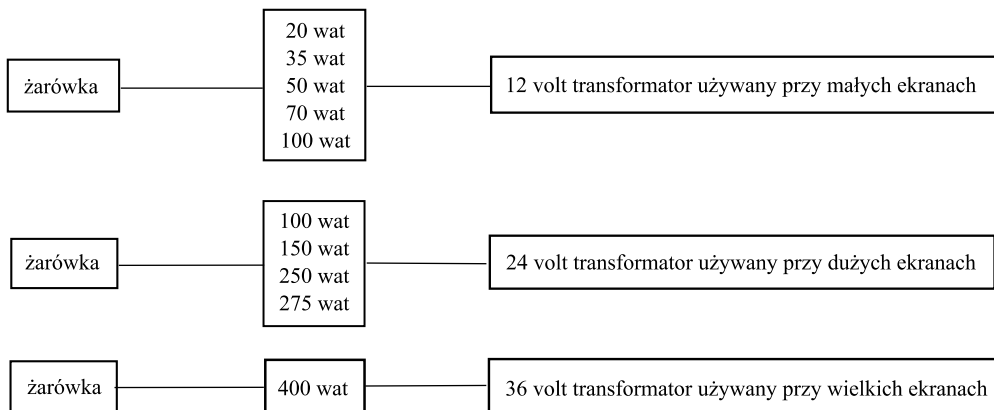 żarówka
20 wat
35 wat
50 wat
70 wat
100 wat
12 volt transformator używany przy małych ekranach
żarówka
100 wat
150 wat
250 wat
275 wat
24 volt transformator używany przy dużych ekranach
żarówka
400 wat
36 volt transformator używany przy wielkich ekranach